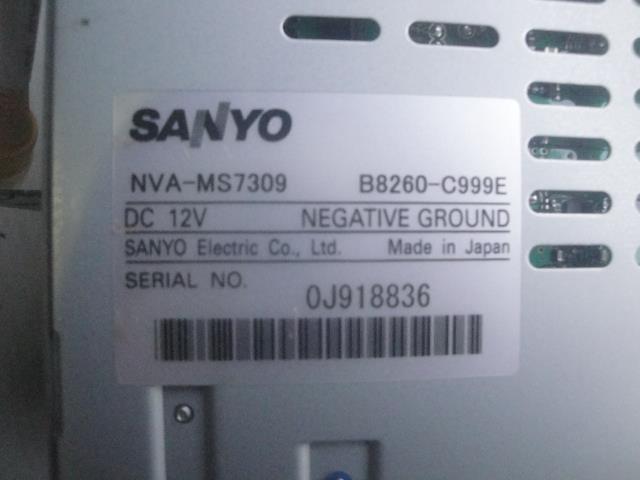 SANYO
NVA-MS7309 B8260-C999E
DC 12V NEGATIVE GROUND
SANYO Electric Co., Ltd. Made in Japan
SERIAL NO. 0J918836